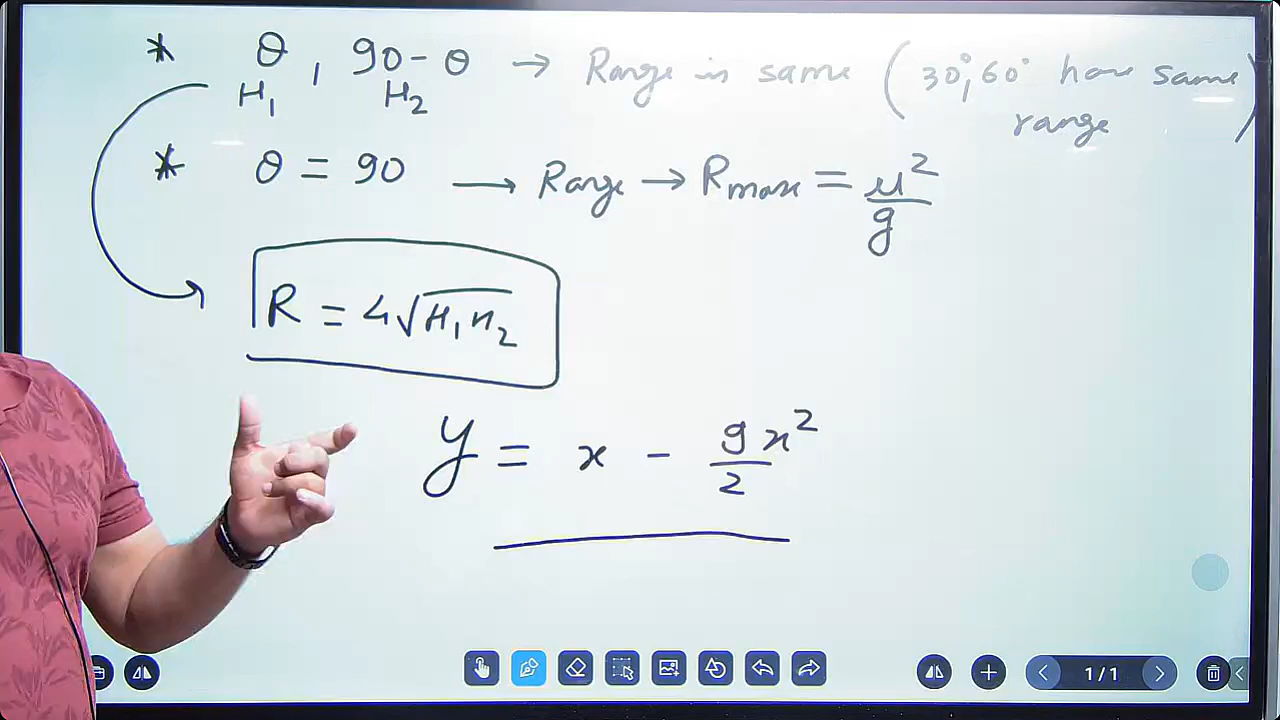 * θ , 90 - θ → Range is same (30°, 60° have same range)
H₁ H₂
* θ = 90 → Range → Rmax = u²/g
R = 4√H₁H₂
y = x - gx²/2
1/1